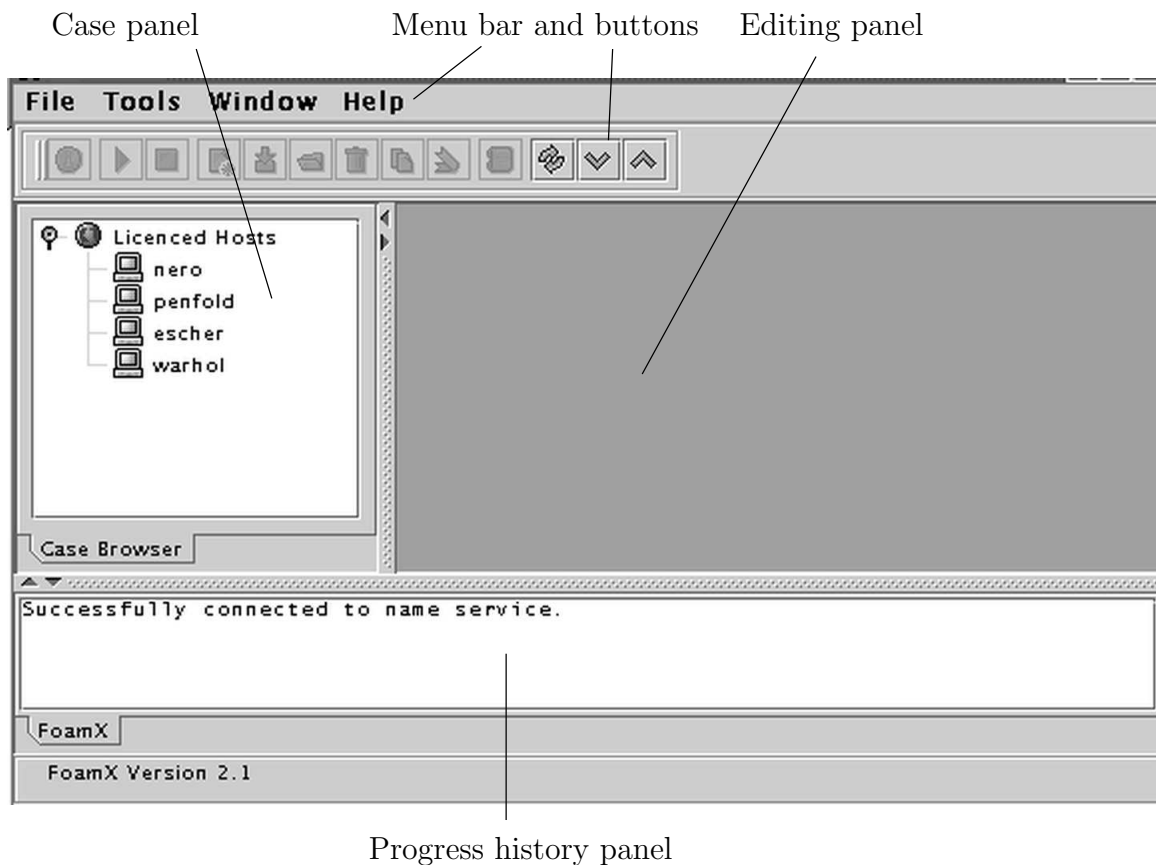 Case panel
Menu bar and buttons
Editing panel
File Tools Window Help
Licenced Hosts
nero
penfold
escher
warhol
Case Browser
Successfully connected to name service.
FoamX
FoamX Version 2.1
Progress history panel